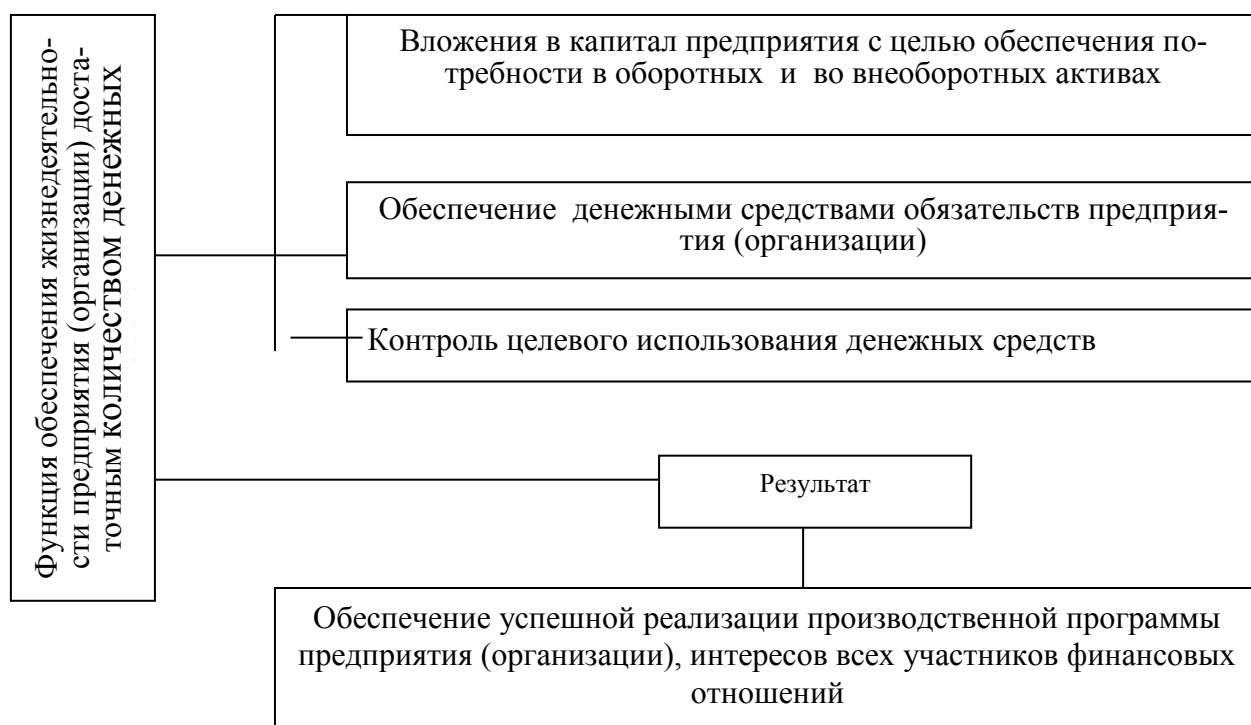 Функция обеспечения жизнедеятельно-
сти предприятия (организации) доста-
точным количеством денежных
Вложения в капитал предприятия с целью обеспечения по-
требности в оборотных и во внеоборотных активах
Обеспечение денежными средствами обязательств предприя-
тия (организации)
Контроль целевого использования денежных средств
Результат
Обеспечение успешной реализации производственной программы
предприятия (организации), интересов всех участников финансовых
отношений